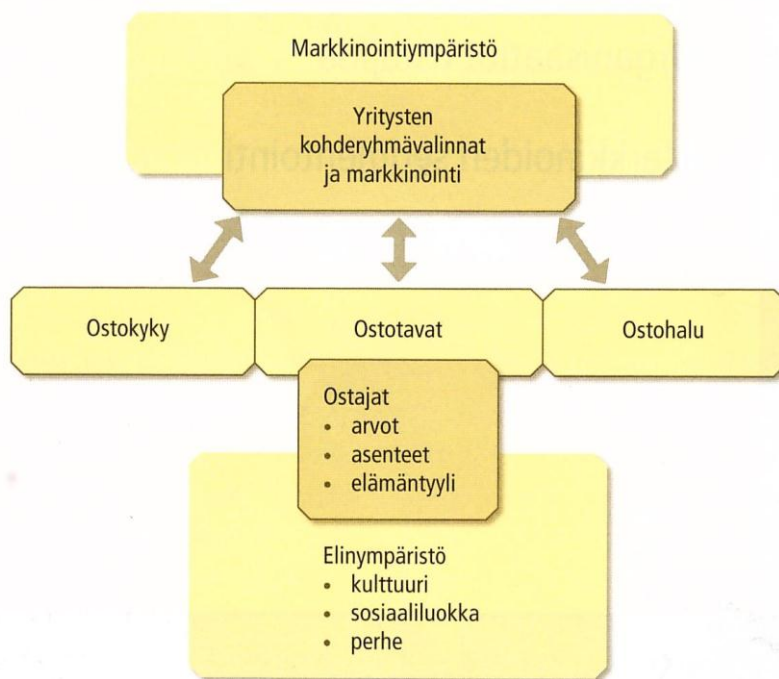 Markkinointiympäristö
Yritysten
kohderyhmävalinnat
ja markkinointi
Ostokyky
Ostotavat
Ostohalu
Ostajat
• arvot
• asenteet
• elämäntyyli
Elinympäristö
• kulttuuri
• sosiaaliluokka
• perhe